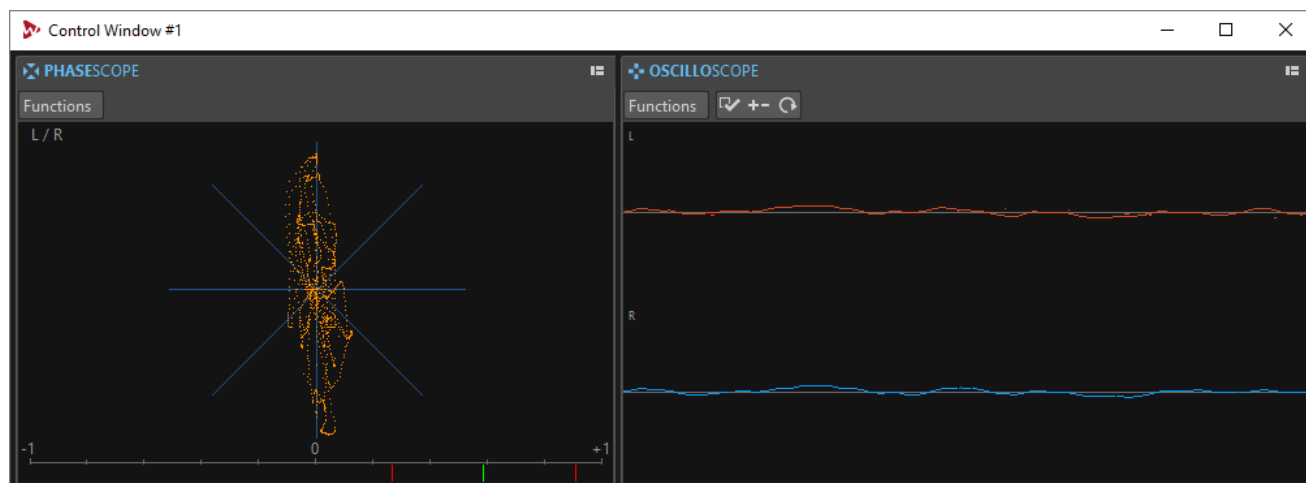 Control Window #1
PHASESCOPE
Functions
L / R
-1
0
+1
OSCILLOSCOPE
Functions
L
R